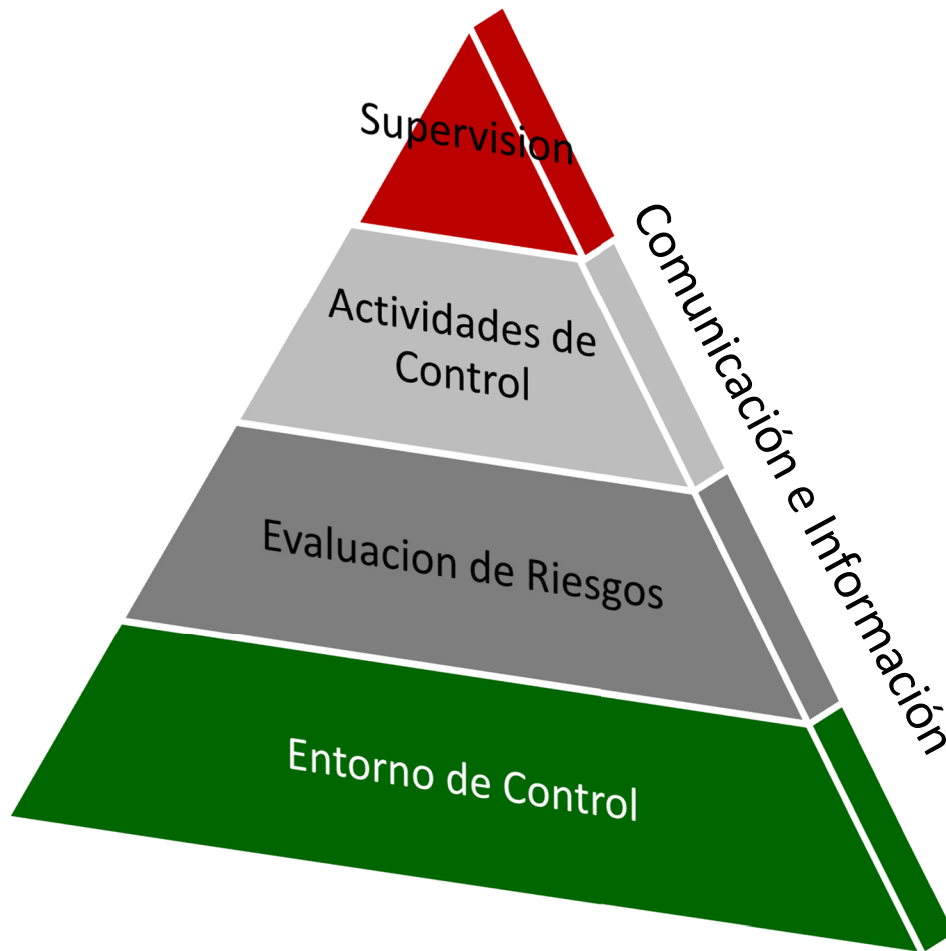 Supervision
Actividades de
Control
Evaluacion de Riesgos
Entorno de Control
Comunicación e Información